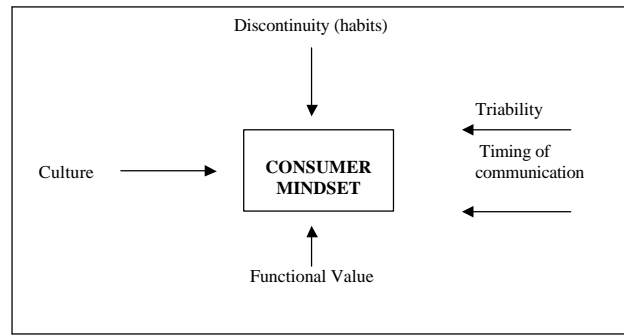 Discontinuity (habits)
Triability
Timing of
communication
Culture
CONSUMER
MINDSET
Functional Value